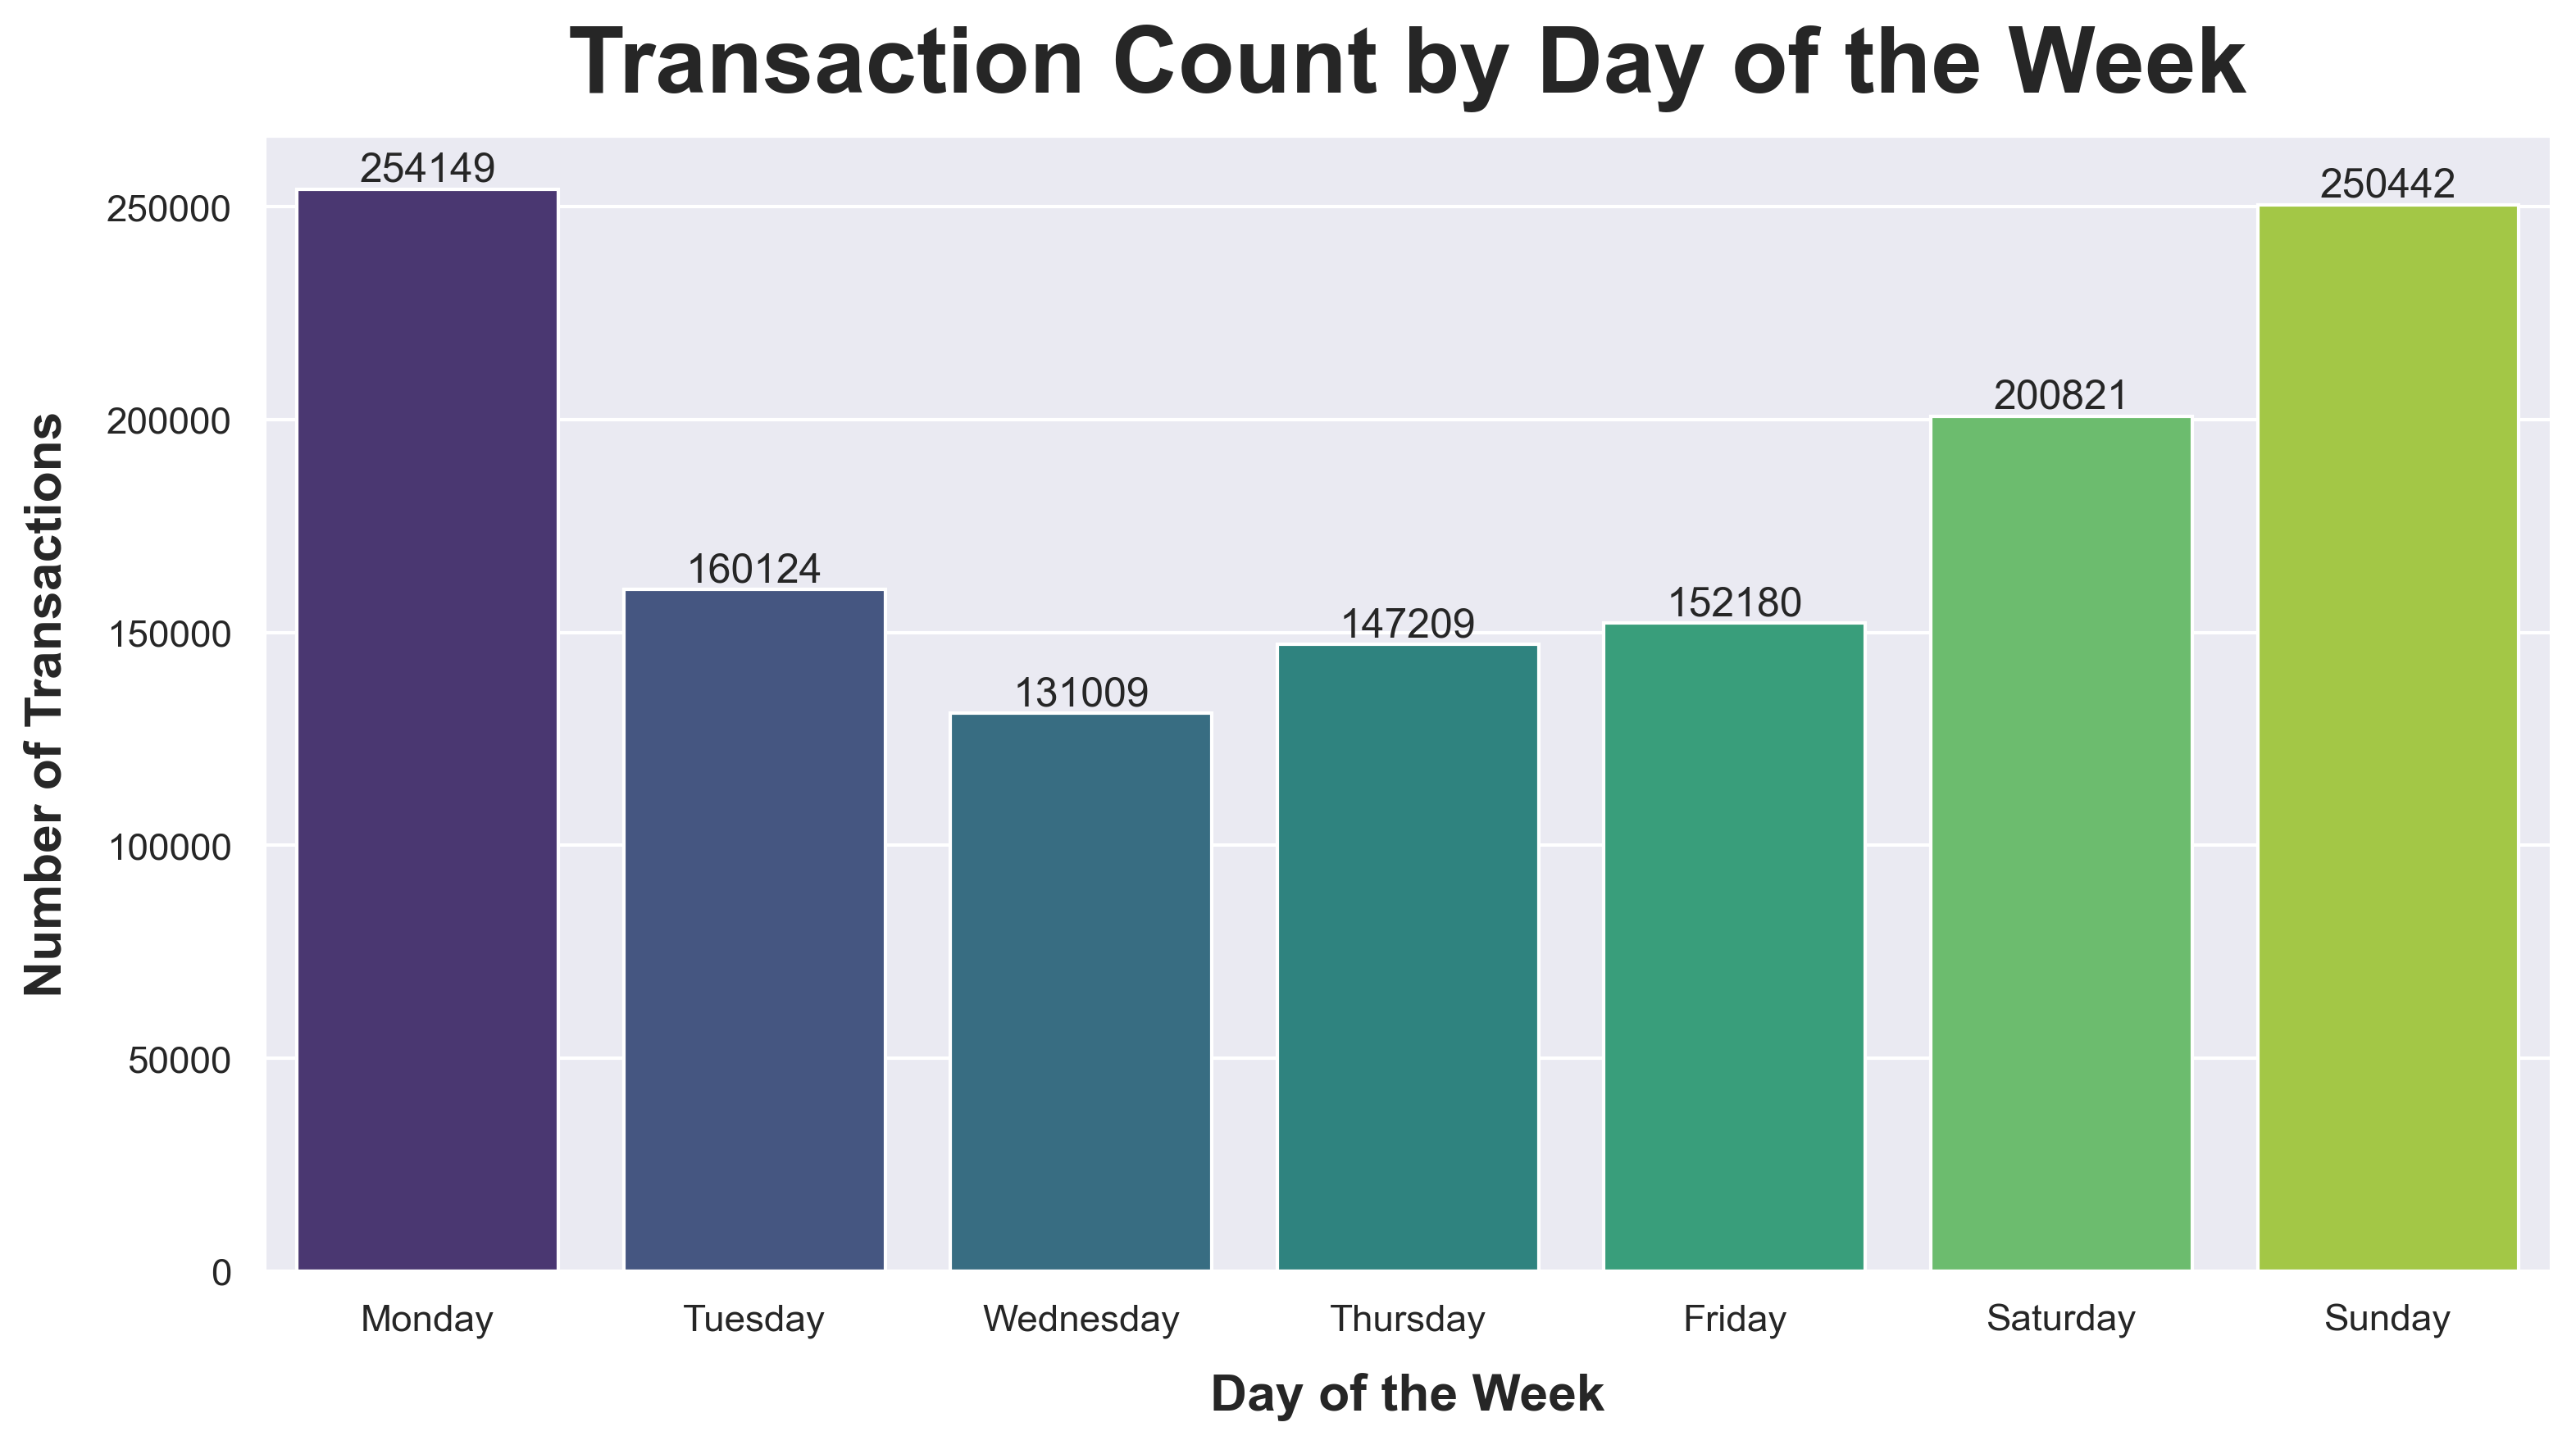 Transaction Count by Day of the Week
Number of Transactions
250000
200000
150000
100000
50000
0
254149
160124
131009
147209
152180
200821
250442
Monday
Tuesday
Wednesday
Thursday
Friday
Saturday
Sunday
Day of the Week